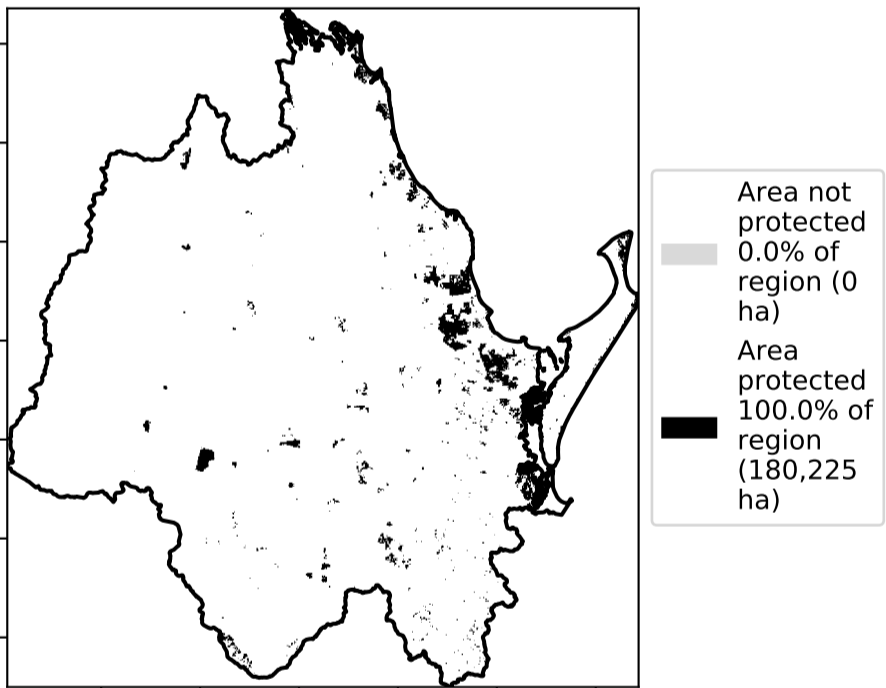 Area not
protected
0.0% of
region (0
ha)
Area
protected
100.0% of
region
(180,225
ha)